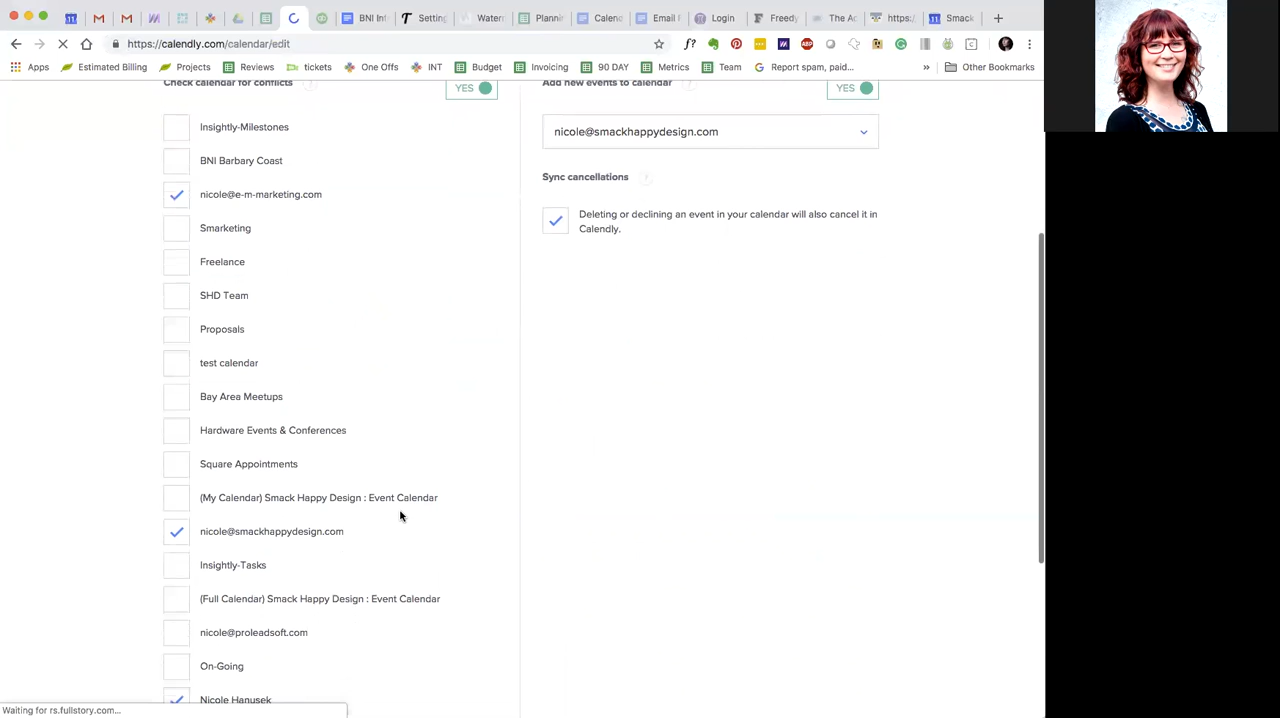 BNI Int
Setting
Watern
Plannin
Calend
Email F
Login
Freedy
The Ac
https:/
Smack
https://calendly.com/calendar/edit
Apps
Estimated Billing
Projects
Reviews
tickets
One Offs
INT
Budget
Invoicing
90 DAY
Metrics
Team
Report spam, paid...
Other Bookmarks
Check calendar for conflicts
YES
Add new events to calendar
YES
Insightly-Milestones
BNI Barbary Coast
nicole@e-m-marketing.com
Smarketing
Freelance
SHD Team
Proposals
test calendar
Bay Area Meetups
Hardware Events & Conferences
Square Appointments
(My Calendar) Smack Happy Design : Event Calendar
nicole@smackhappydesign.com
Insightly-Tasks
(Full Calendar) Smack Happy Design : Event Calendar
nicole@proleadsoft.com
On-Going
Nicole Hanusek
nicole@smackhappydesign.com
Sync cancellations
Deleting or declining an event in your calendar will also cancel it in
Calendly.
Waiting for rs.fullstory.com...